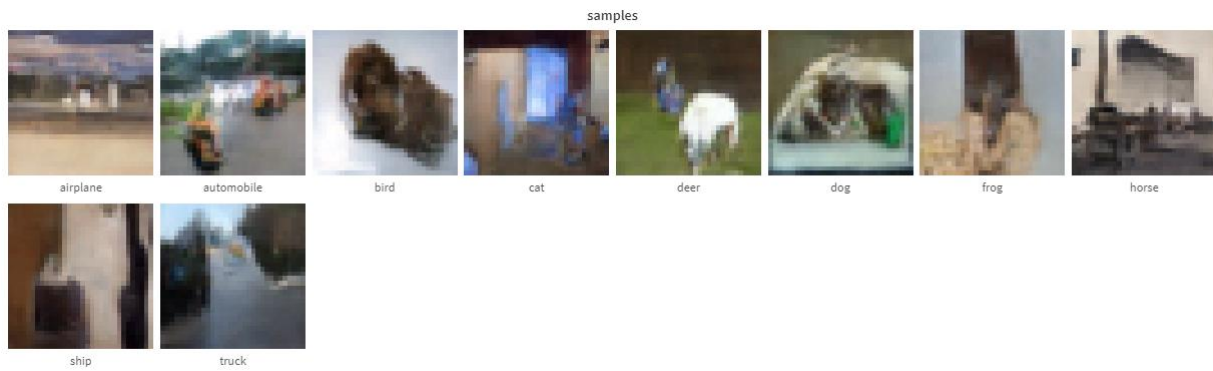 samples
airplane automobile bird cat deer dog frog horse
ship truck